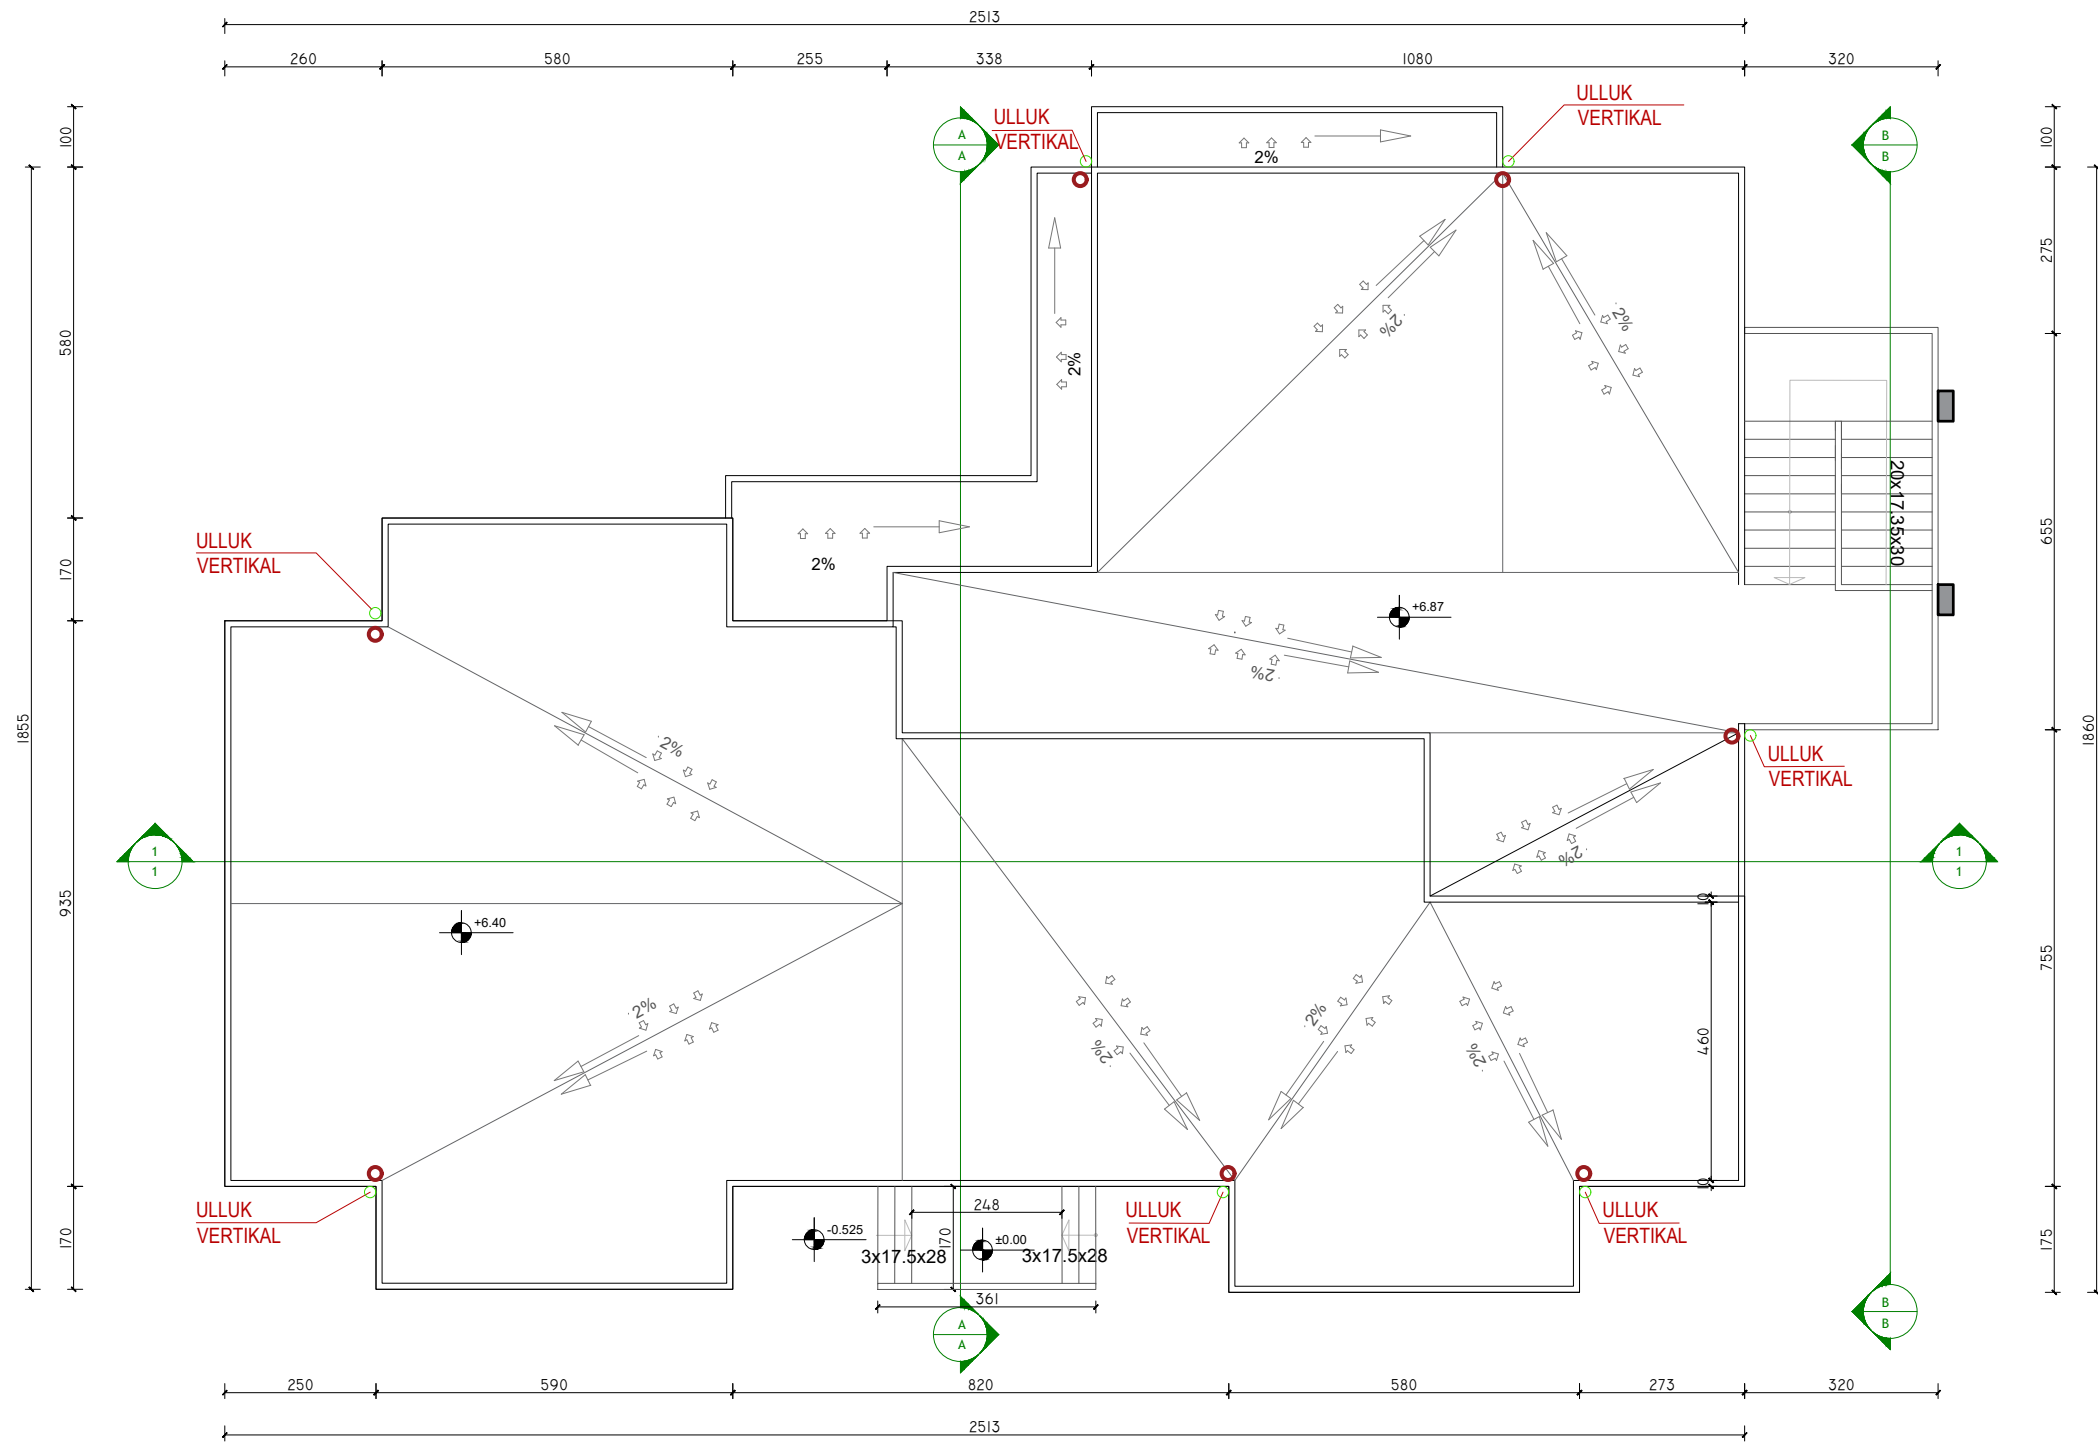 2513
260
580
255
338
1080
320
ULLUK
VERTIKAL
ULLUK
VERTIKAL
A
A
B
B
100
100
2%
275
580
2%
2%
2%
20x17.35x30
655
2%
ULLUK
VERTIKAL
170
+6.87
2%
1855
1860
2%
ULLUK
VERTIKAL
1
1
1
1
2%
935
10
+6.40
755
2%
2%
2%
2%
460
10
ULLUK
VERTIKAL
ULLUK
VERTIKAL
ULLUK
VERTIKAL
248
170
-0.525
±0.00
3x17.5x28
3x17.5x28
170
175
361
A
A
B
B
250
590
820
580
273
320
2513